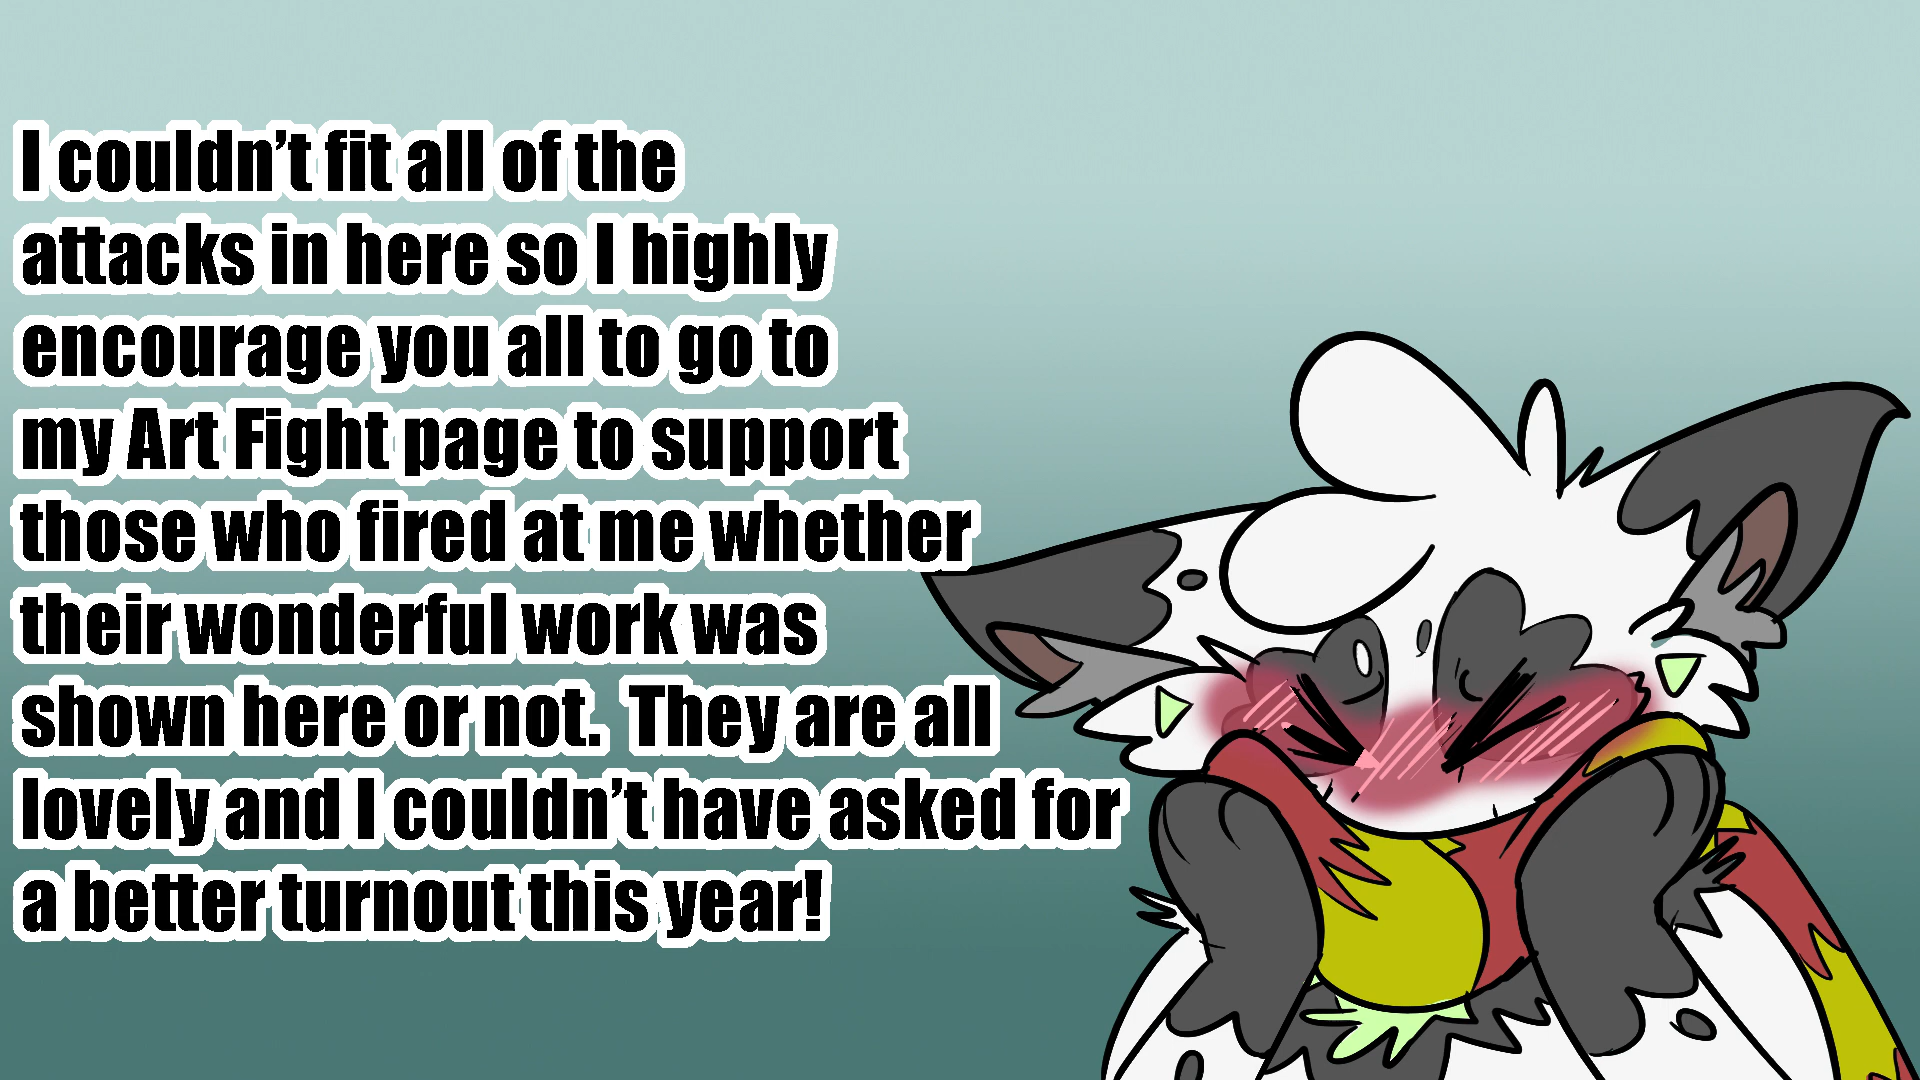 I couldn’t fit all of the
attacks in here so I highly
encourage you all to go to
my Art Fight page to support
those who fired at me whether
their wonderful work was
shown here or not.  They are all
lovely and I couldn’t have asked for
a better turnout this year!